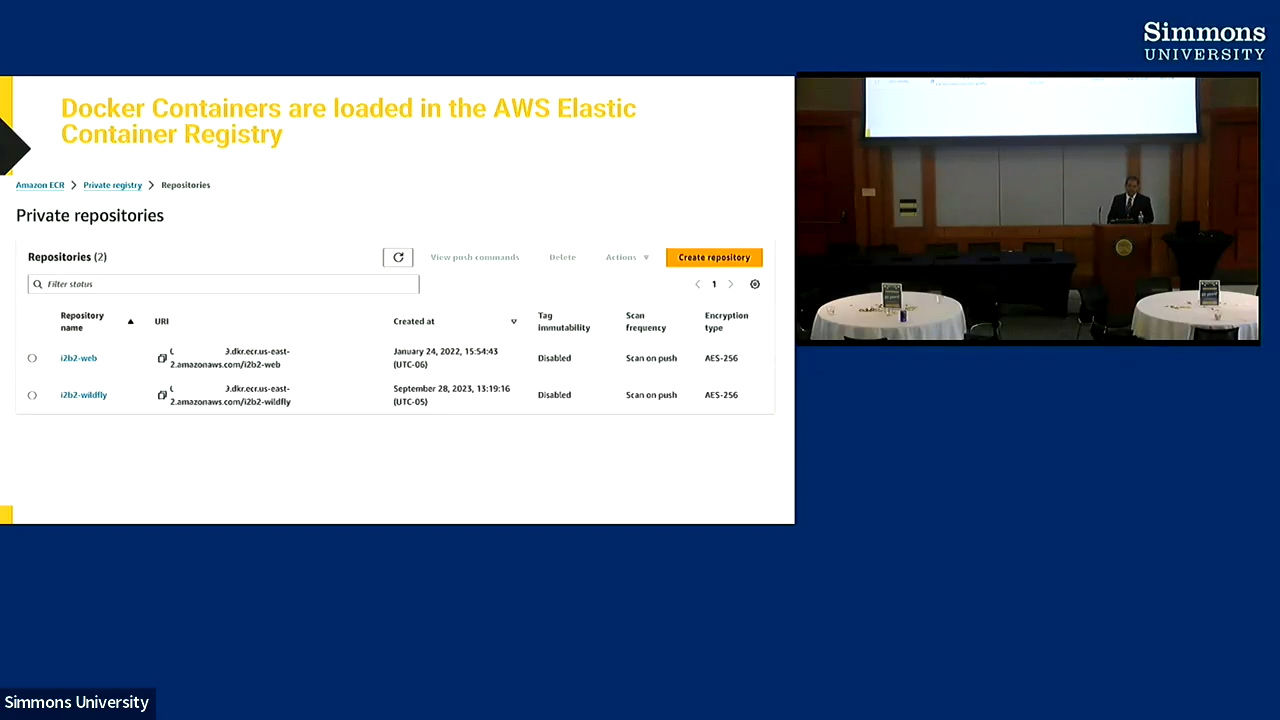 Simmons
UNIVERSITY
Docker Containers are loaded in the AWS Elastic
Container Registry
Amazon ECR > Private registry > Repositories
Private repositories
Repositories (2)
View push commands
Delete
Actions
Create repository
Filter status
1
Repository name
URI
Created at
Tag immutability
Scan frequency
Encryption type
i2b2-web
.dkr.ecr.us-east-
2.amazonaws.com/i2b2-web
January 24, 2022, 15:54:43
(UTC-06)
Disabled
Scan on push
AES-256
i2b2-wildfly
.dkr.ecr.us-east-
2.amazonaws.com/i2b2-wildfly
September 28, 2023, 13:19:16
(UTC-05)
Disabled
Scan on push
AES-256
Simmons University